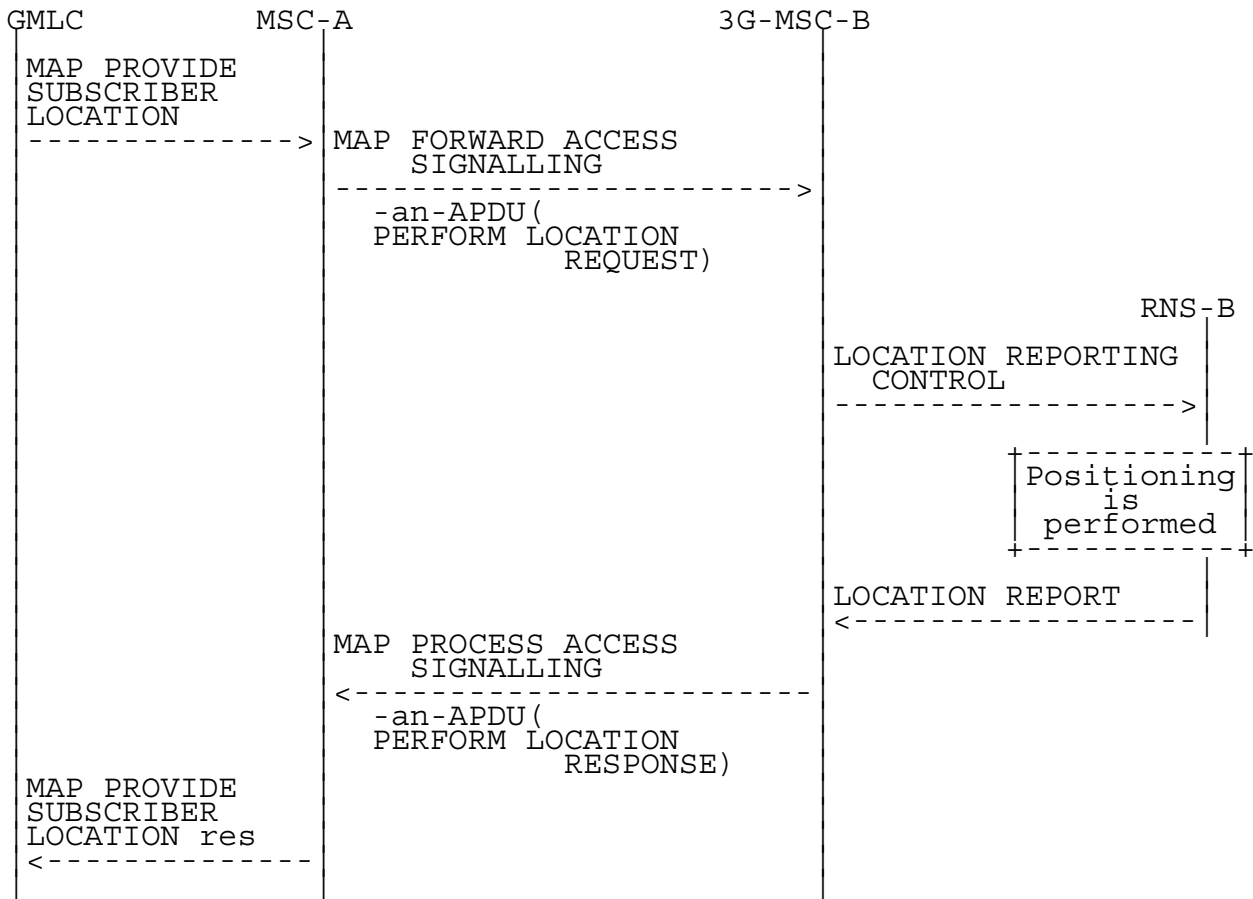 GMLC MSC-A 3G-MSC-B
MAP PROVIDE
SUBSCRIBER
LOCATION
MAP FORWARD ACCESS
SIGNALLING
-an-APDU(
PERFORM LOCATION
REQUEST)
RNS-B
LOCATION REPORTING
CONTROL
Positioning
is
performed
LOCATION REPORT
MAP PROCESS ACCESS
SIGNALLING
-an-APDU(
PERFORM LOCATION
RESPONSE)
MAP PROVIDE
SUBSCRIBER
LOCATION res